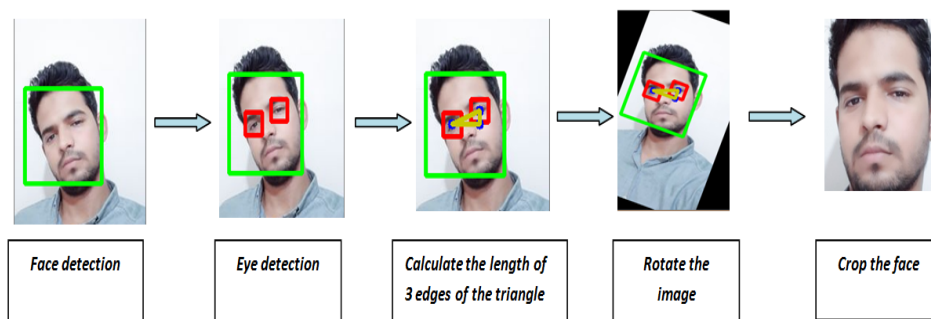 Face detection
Eye detection
Calculate the length of
3 edges of the triangle
Rotate the
image
Crop the face